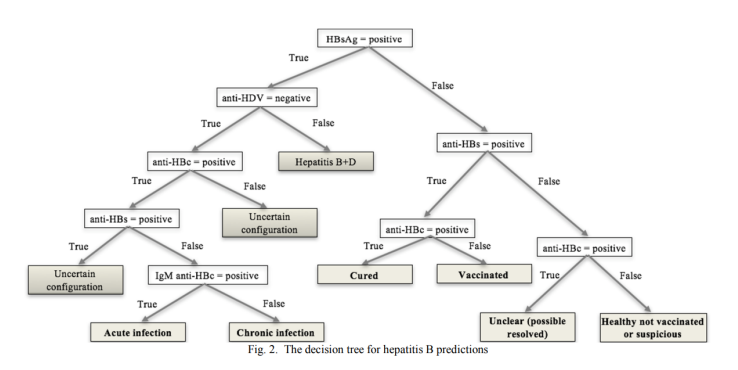 HBsAg = positive
True
False
anti-HDV = negative
True
False
anti-HBc = positive
Hepatitis B+D
anti-HBs = positive
True
False
True
False
anti-HBs = positive
Uncertain
configuration
anti-HBc = positive
anti-HBc = positive
True
False
True
False
True
False
Uncertain
configuration
IgM anti-HBc = positive
Cured
Vaccinated
True
False
Acute infection
Chronic infection
Unclear (possible
resolved)
Healthy not vaccinated
or suspicious
Fig. 2. The decision tree for hepatitis B predictions